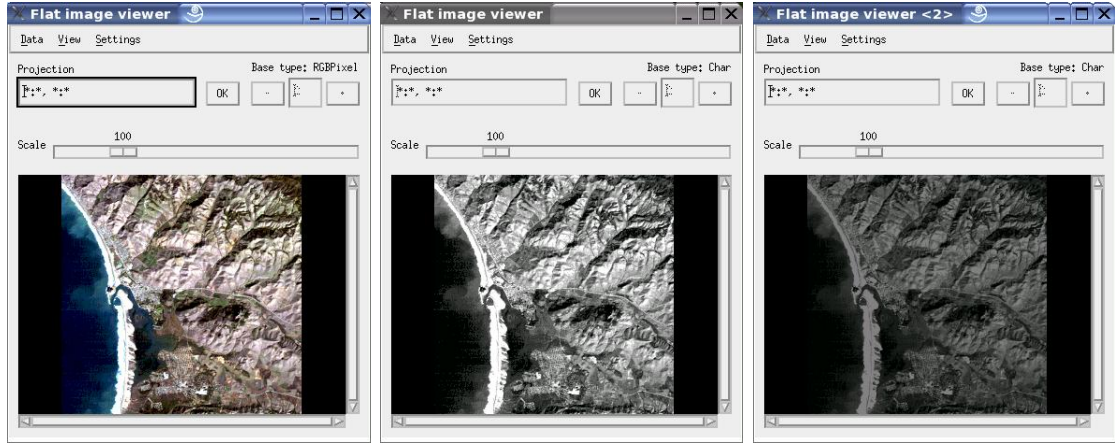 Flat image viewer
Data View Settings
Projection
Base type: RGBPixel
*:*, *:*
OK
100
Scale
Flat image viewer
Data View Settings
Projection
Base type: Char
*:*, *:*
OK
100
Scale
Flat image viewer <2>
Data View Settings
Projection
Base type: Char
*:*, *:*
OK
100
Scale